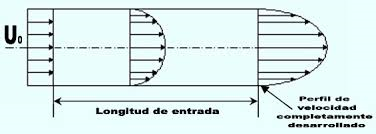 U₀
Longitud de entrada
Perfil de
velocidad
completamente
desarrollado